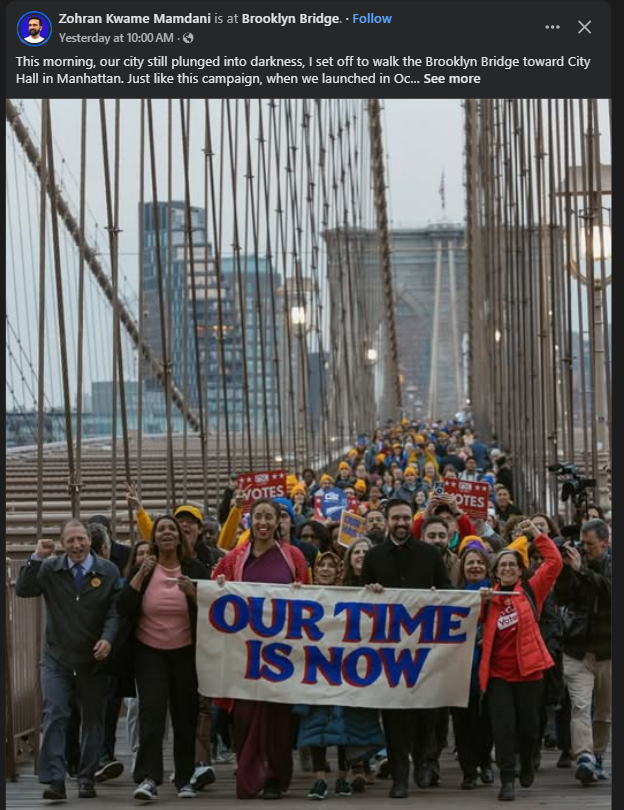 Zohran Kwame Mamdani is at Brooklyn Bridge. · Follow
Yesterday at 10:00 AM ·
This morning, our city still plunged into darkness, I set off to walk the Brooklyn Bridge toward City
Hall in Manhattan. Just like this campaign, when we launched in Oc... See more
VOTES
VOTES
OUR TIME
IS NOW